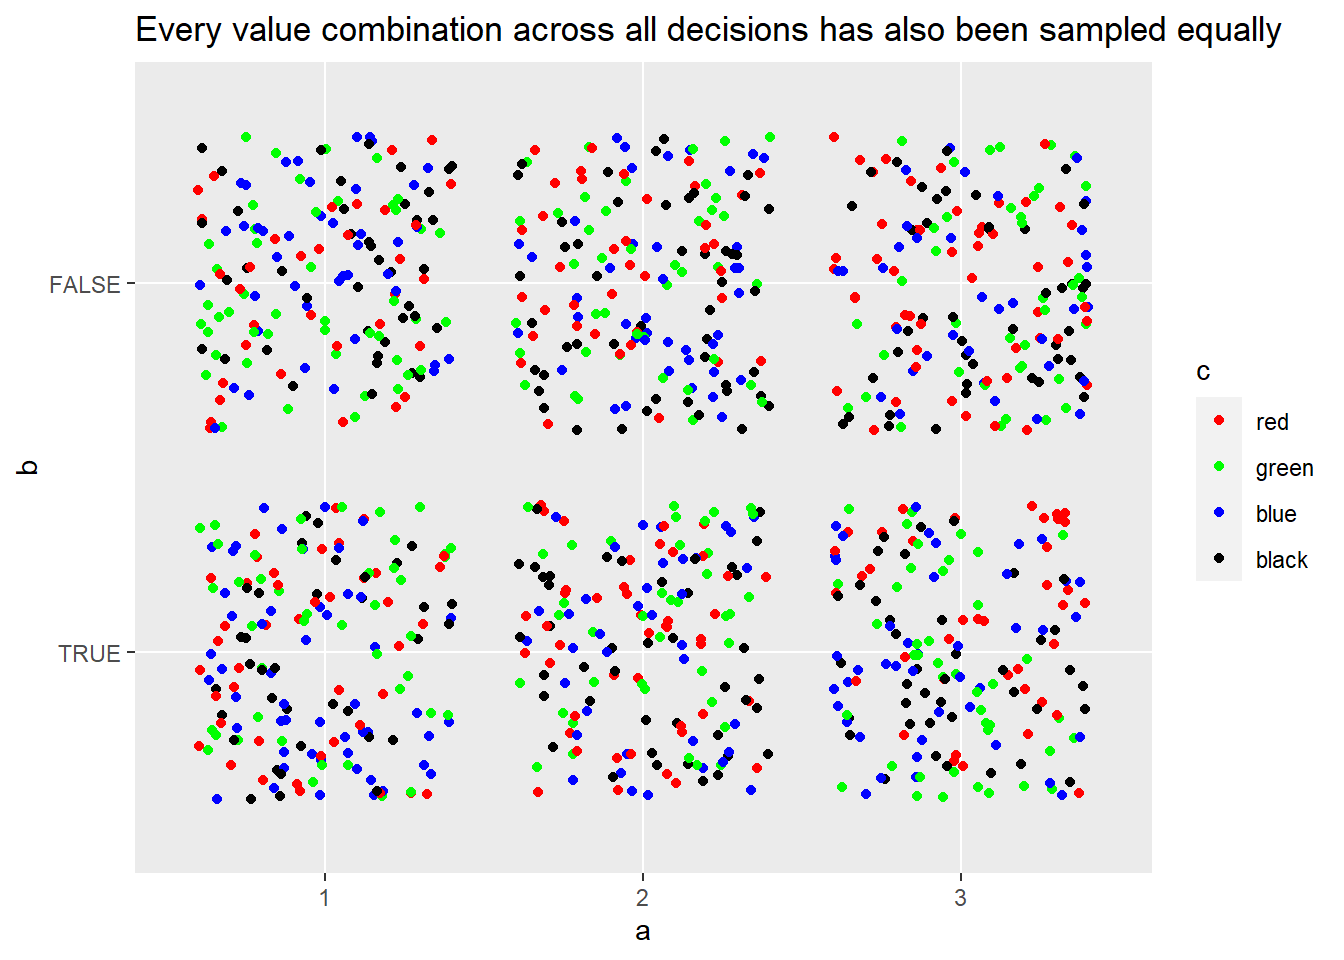 Every value combination across all decisions has also been sampled equally
FALSE
TRUE
b
1
2
3
a
c
red
green
blue
black